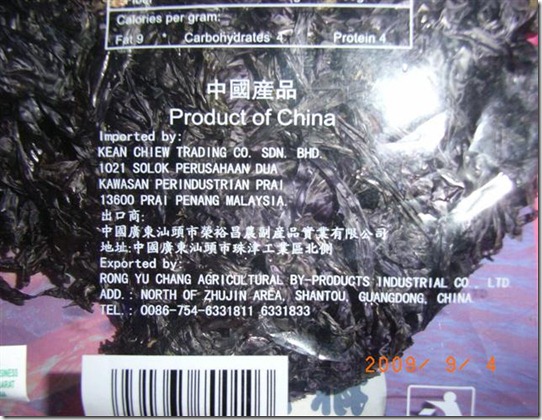 Calories per gram:
Fat 9 · Carbohydrates 4 · Protein 4
中國産品
Product of China
Imported by:
KEAN CHIEW TRADING CO. SDN. BHD.
1021 SOLOK PERUSAHAAN DUA
KAWASAN PERINDUSTRIAN PRAI
13600 PRAI PENANG MALAYSIA.
出口商:
中國廣東汕頭市榮裕昌農副産品實業有限公司
地址:中國廣東汕頭市珠津工業區北側
Exported by:
RONG YU CHANG AGRICULTURAL BY-PRODUCTS INDUSTRIAL CO., LTD
ADD.: NORTH OF ZHUJIN AREA, SHANTOU, GUANGDONG, CHINA
TEL.: 0086-754-6331811 6331833
2009/ 9/ 4